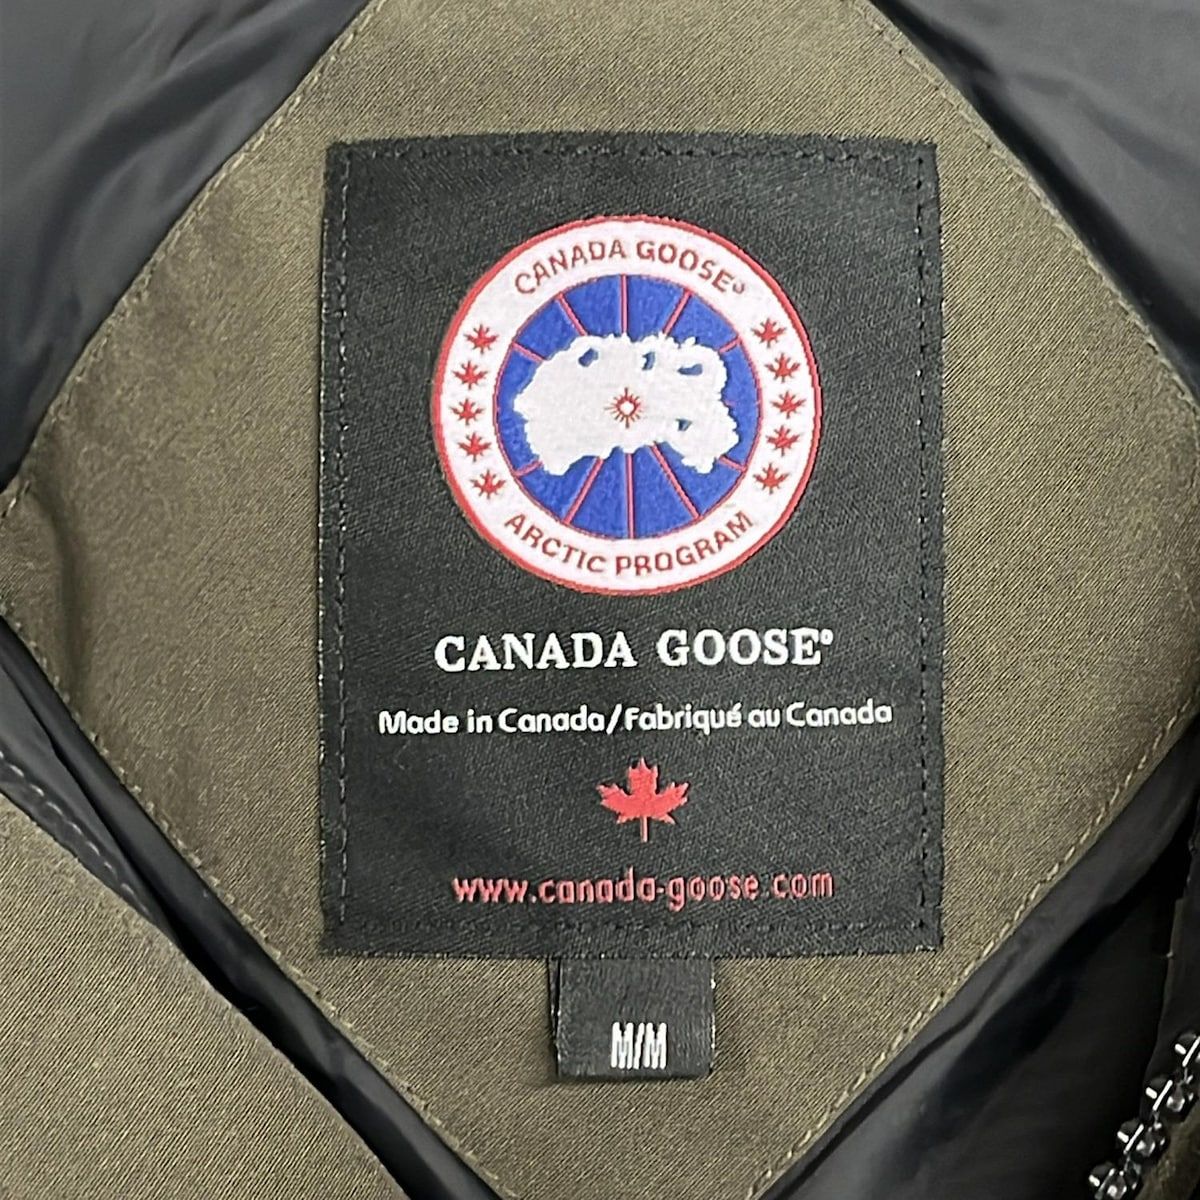 CANADA GOOSE®
ARCTIC PROGRAM
CANADA GOOSE®
Made in Canada/Fabriqué au Canada
www.canada-goose.com
M/M